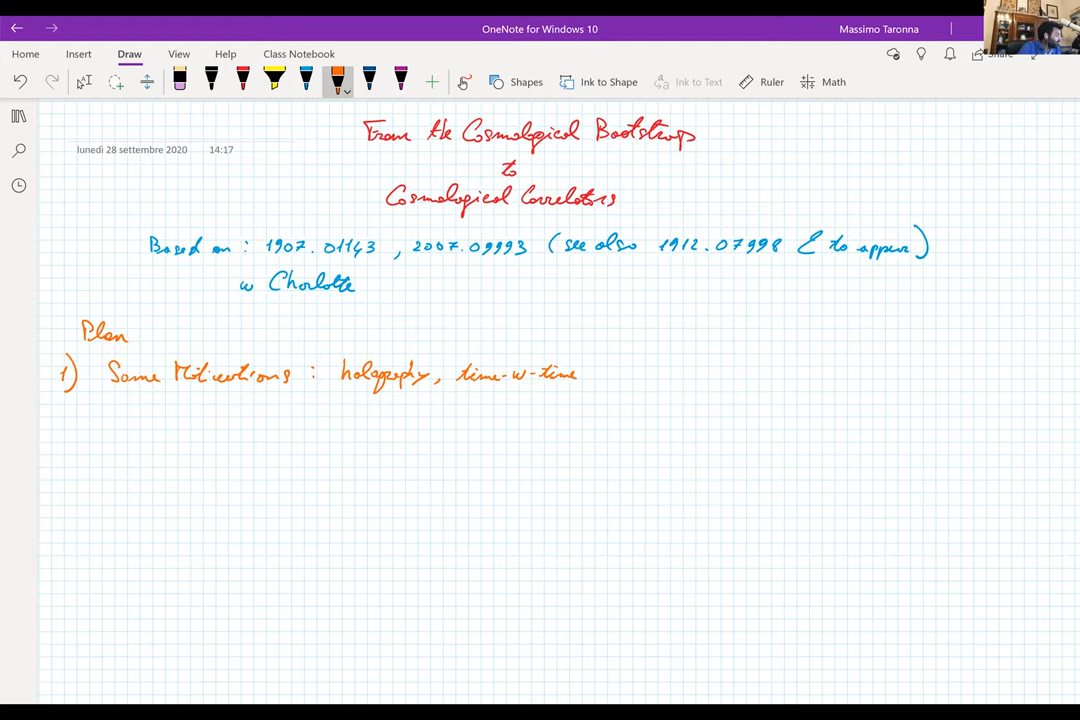 OneNote for Windows 10
Massimo Taronna
Home Insert Draw View Help Class Notebook
Share
Shapes Ink to Shape Ink to Text Ruler Math
From the Cosmological Bootstrap
lunedì 28 settembre 2020 14:17
to
Cosmological Correlators
Based on : 1907.01143 , 2007.09993 (see also 1912.07998 & to appear)
w Charlotte
Plan
1) Some Motivations : holography, time-w-time